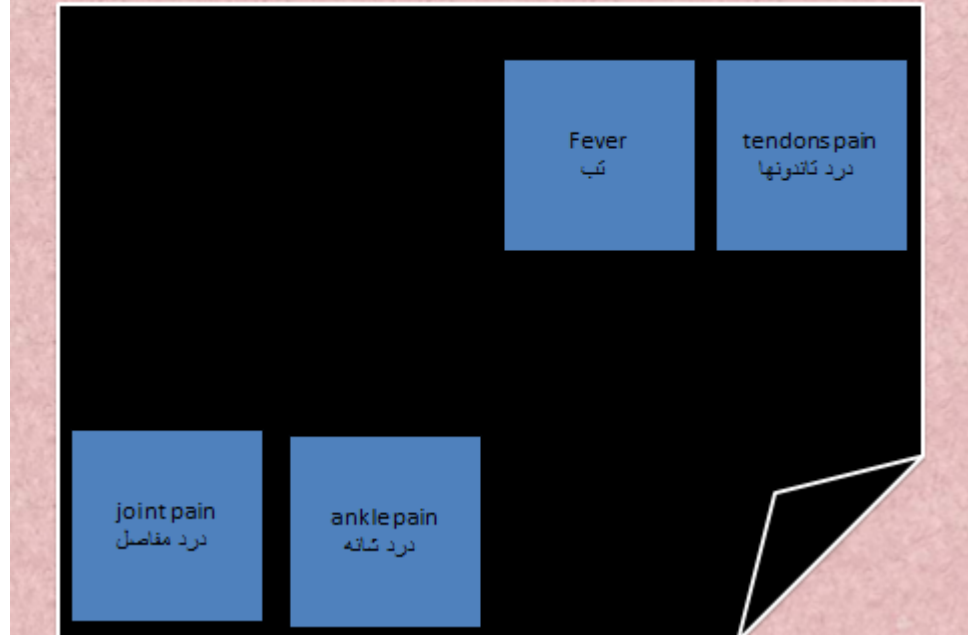 Fever
تب
tendons pain
درد تاندونها
joint pain
درد مفاصل
ankle pain
درد شانه